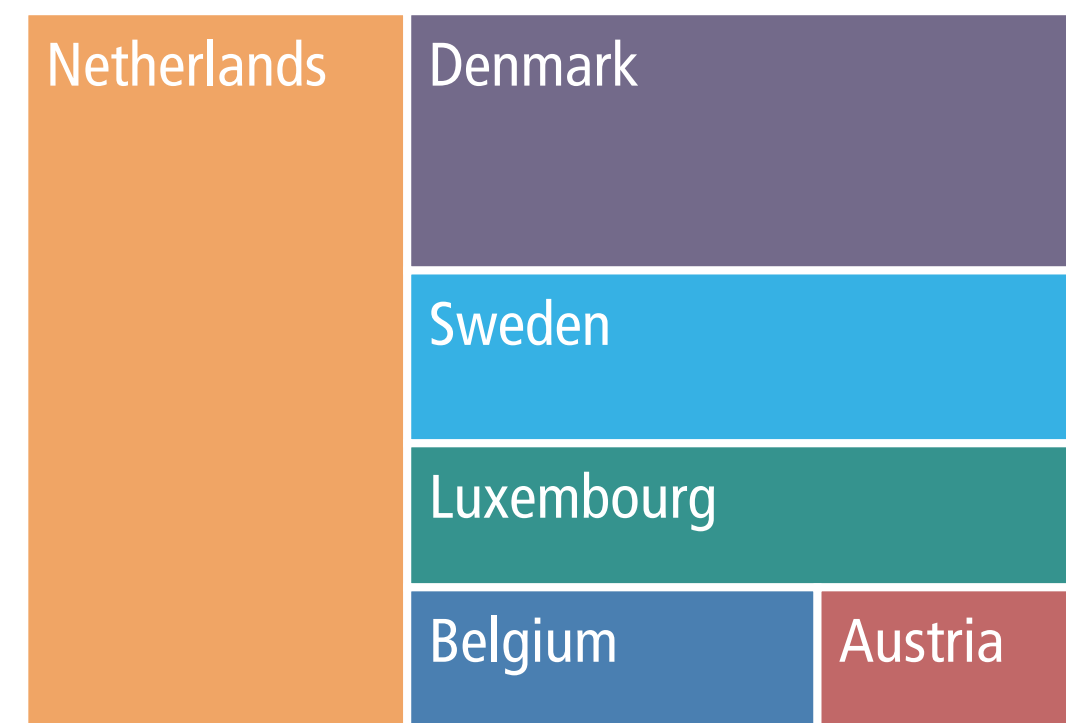 Netherlands
Denmark
Sweden
Luxembourg
Belgium
Austria